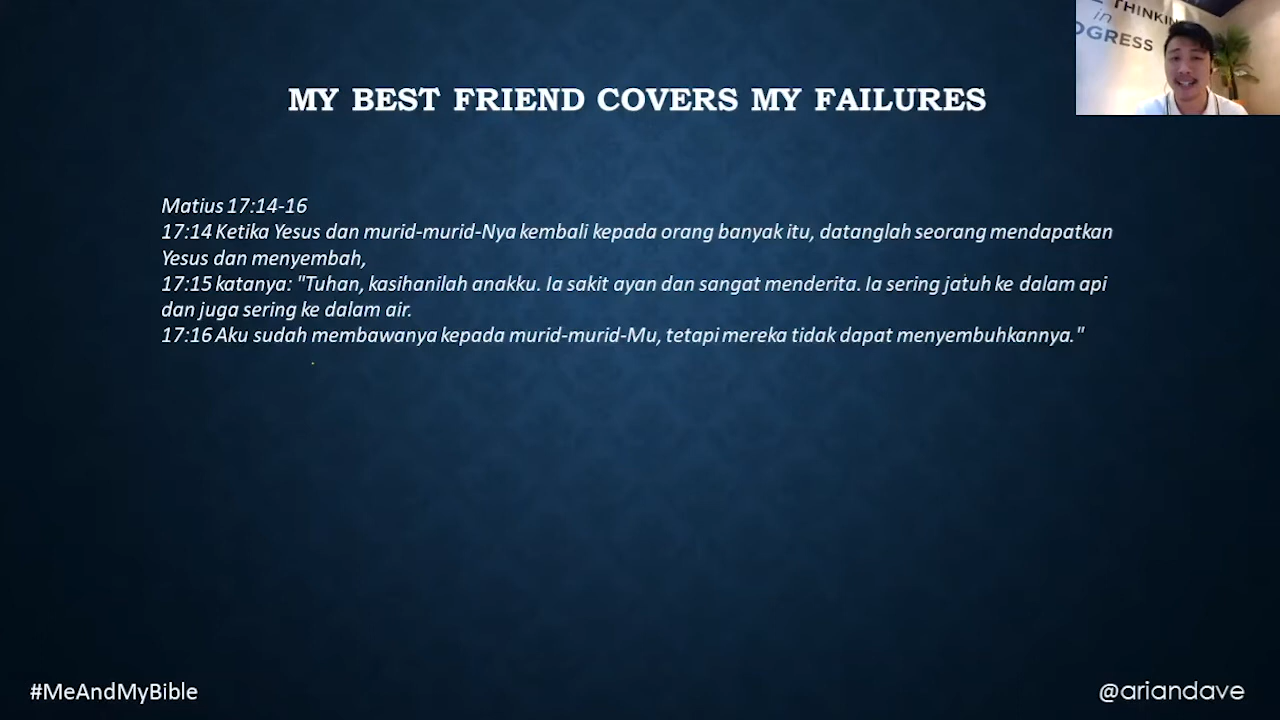 THINKIN
in
OGRESS
MY BEST FRIEND COVERS MY FAILURES
Matius 17:14-16
17:14 Ketika Yesus dan murid-murid-Nya kembali kepada orang banyak itu, datanglah seorang mendapatkan
Yesus dan menyembah,
17:15 katanya: "Tuhan, kasihanilah anakku. Ia sakit ayan dan sangat menderita. Ia sering jatuh ke dalam api
dan juga sering ke dalam air.
17:16 Aku sudah membawanya kepada murid-murid-Mu, tetapi mereka tidak dapat menyembuhkannya."
#MeAndMyBible
@ariandave